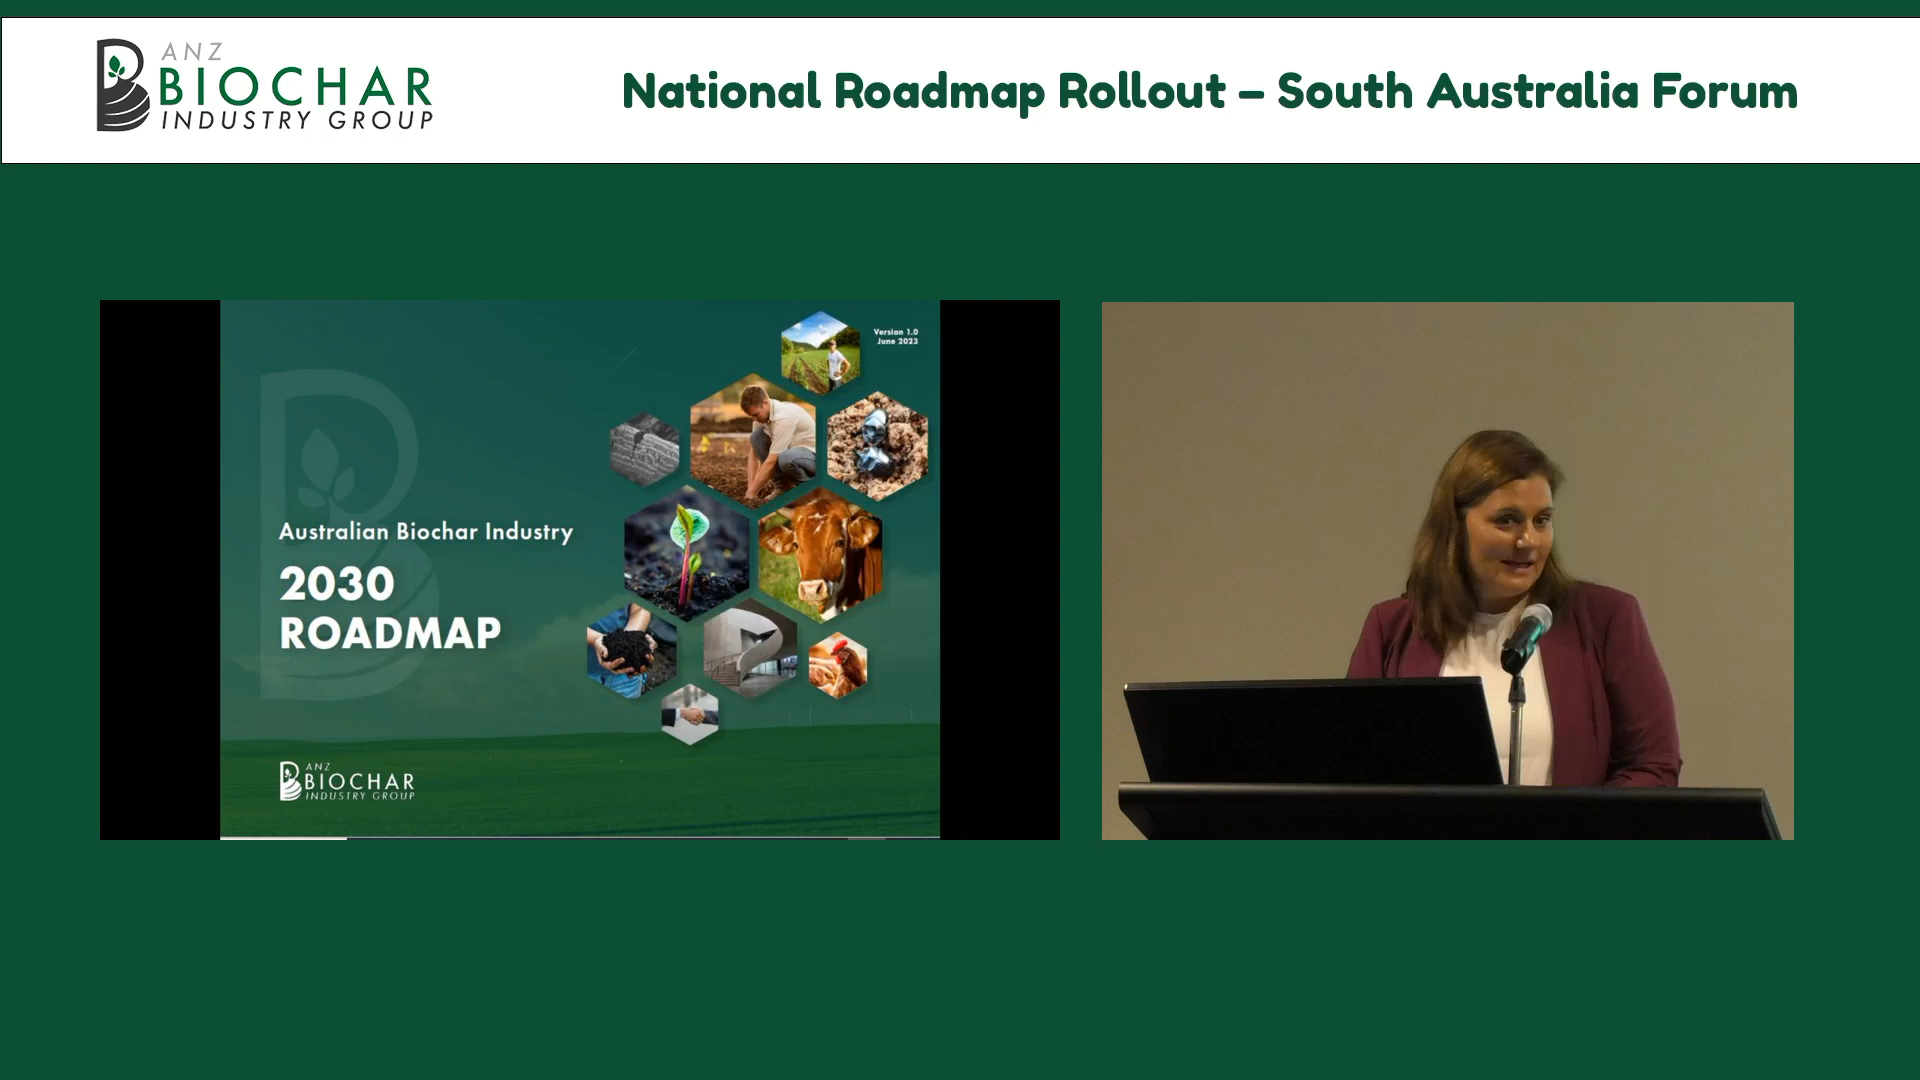 ANZ
BIOCHAR
INDUSTRY GROUP
National Roadmap Rollout – South Australia Forum
Version 1.0
June 2023
Australian Biochar Industry
2030
ROADMAP
ANZ
BIOCHAR
INDUSTRY GROUP